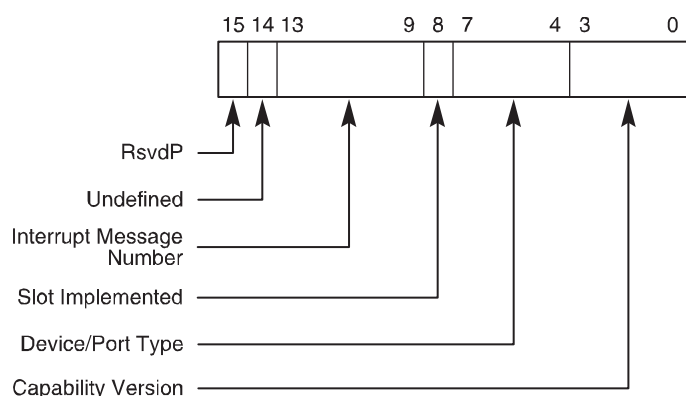 15 14 13 9 8 7 4 3 0
RsvdP
Undefined
Interrupt Message
Number
Slot Implemented
Device/Port Type
Capability Version